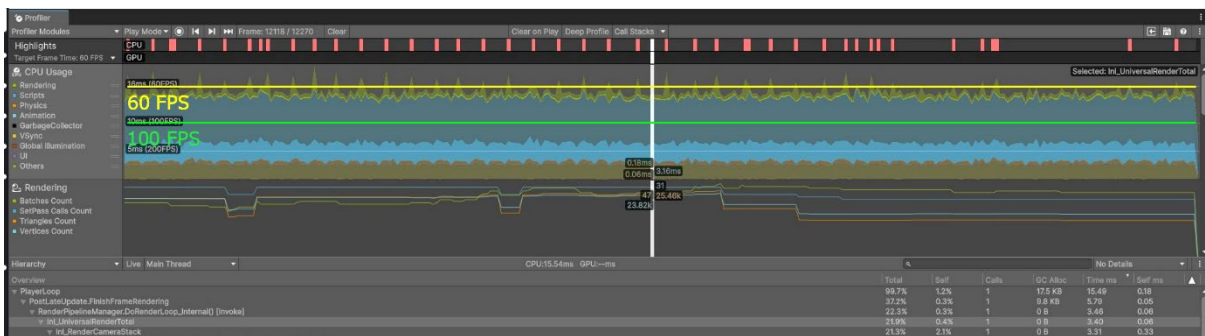 Profiler
Profiler Modules Play Mode Frame: 12118 / 12270 Clear Clear on Play Deep Profile Call Stacks
Highlights CPU
Target Frame Time: 60 FPS GPU
CPU Usage Selected: Inl_UniversalRenderTotal
Rendering
16ms (60FPS)
Scripts
Physics
60 FPS
Animation
10ms (100FPS)
GarbageCollector
VSync
100 FPS
Global Illumination
5ms (200FPS)
UI
Others
0.18ms
0.06ms 3.16ms
Rendering
31
Batches Count
47 25.46k
SetPass Calls Count
23.82k
Triangles Count
Vertices Count
Hierarchy Live Main Thread CPU:15.54ms GPU:--ms No Details
Overview Total Self Calls GC Alloc Time ms Self ms
PlayerLoop 99.7% 1.2% 1 17.5 KB 15.49 0.18
PostLateUpdate.FinishFrameRendering 37.2% 0.3% 1 9.8 KB 5.79 0.05
RenderPipelineManager.DoRenderLoop_Internal() [Invoke] 22.3% 0.3% 1 0 B 3.46 0.06
Inl_UniversalRenderTotal 21.9% 0.4% 1 0 B 3.40 0.06
Inl_RenderCameraStack 21.3% 2.1% 1 0 B 3.31 0.33